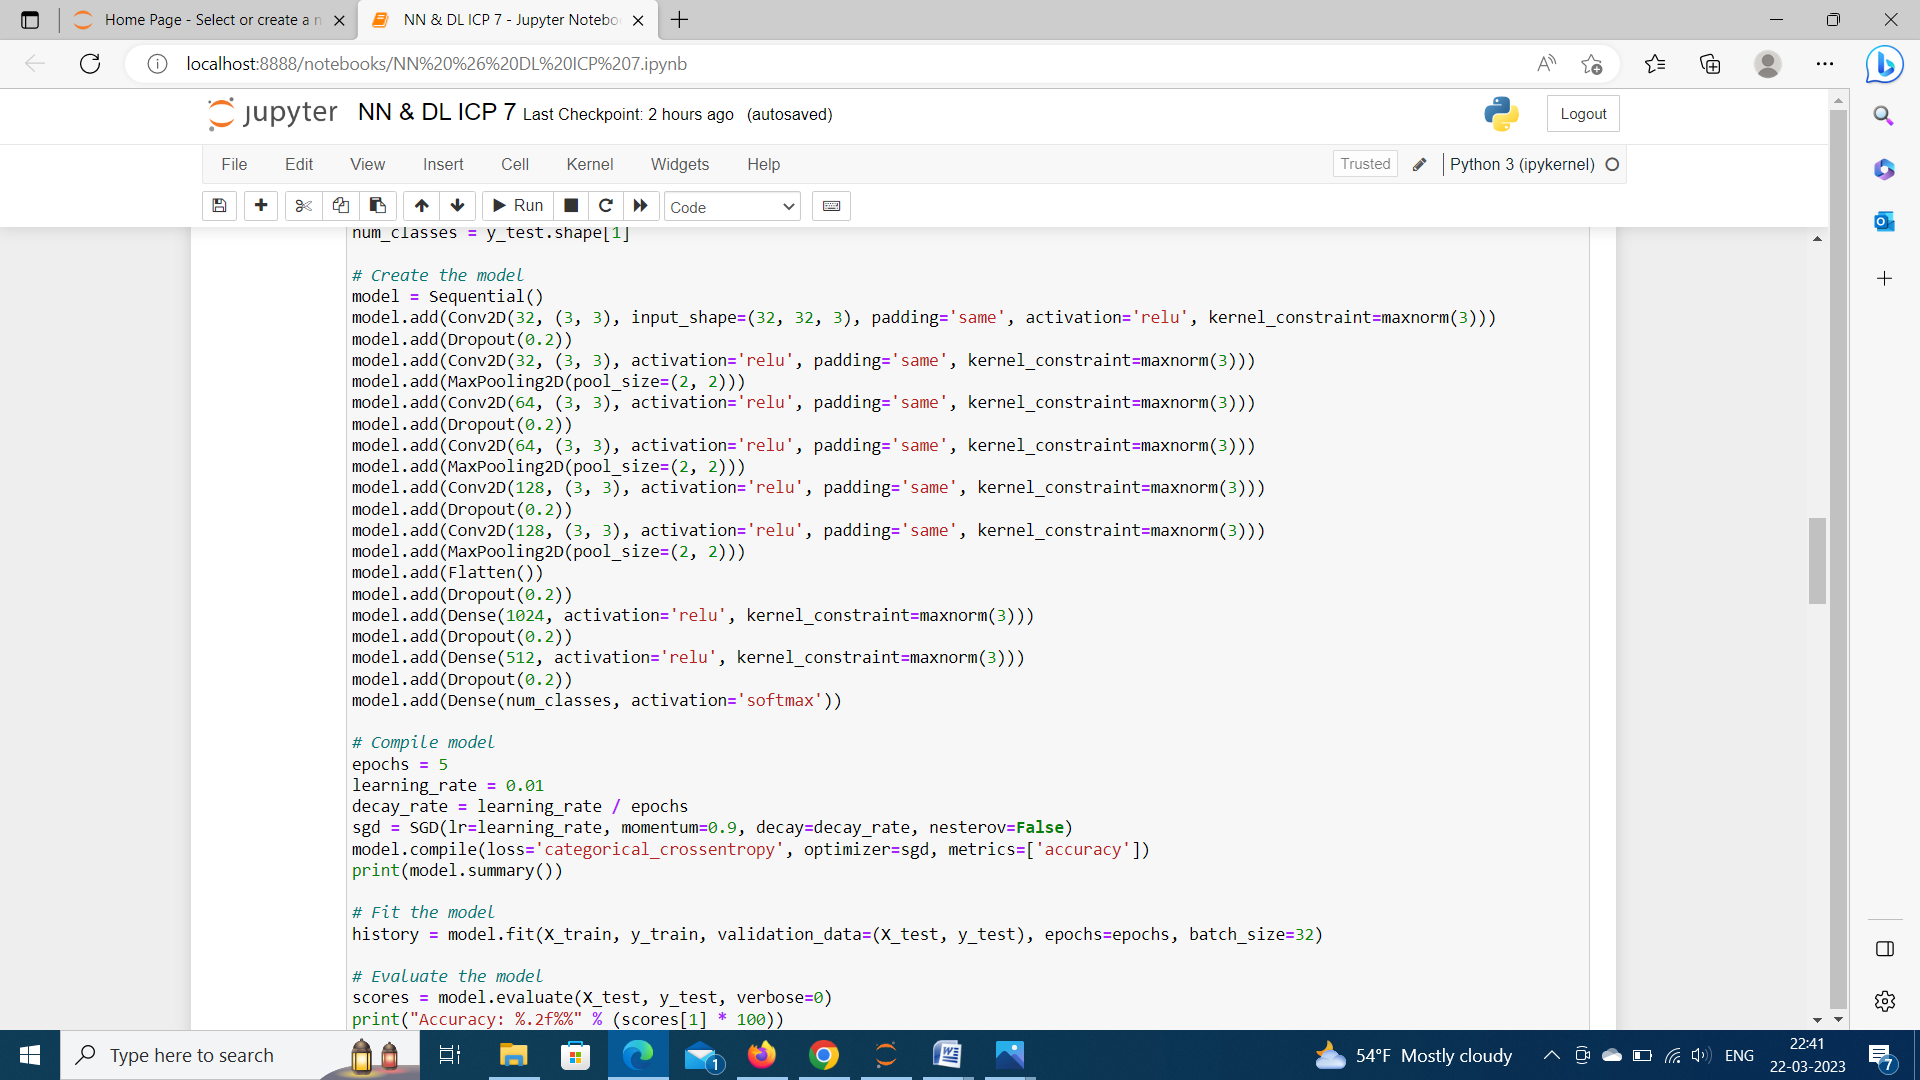 Home Page - Select or create a n
NN & DL ICP 7 - Jupyter Notebo
localhost:8888/notebooks/NN%20%26%20DL%20ICP%207.ipynb
jupyter NN & DL ICP 7 Last Checkpoint: 2 hours ago (autosaved)
Logout
File Edit View Insert Cell Kernel Widgets Help
Trusted Python 3 (ipykernel)
Run Code
num_classes = y_test.shape[1]
# Create the model
model = Sequential()
model.add(Conv2D(32, (3, 3), input_shape=(32, 32, 3), padding='same', activation='relu', kernel_constraint=maxnorm(3)))
model.add(Dropout(0.2))
model.add(Conv2D(32, (3, 3), activation='relu', padding='same', kernel_constraint=maxnorm(3)))
model.add(MaxPooling2D(pool_size=(2, 2)))
model.add(Conv2D(64, (3, 3), activation='relu', padding='same', kernel_constraint=maxnorm(3)))
model.add(Dropout(0.2))
model.add(Conv2D(64, (3, 3), activation='relu', padding='same', kernel_constraint=maxnorm(3)))
model.add(MaxPooling2D(pool_size=(2, 2)))
model.add(Conv2D(128, (3, 3), activation='relu', padding='same', kernel_constraint=maxnorm(3)))
model.add(Dropout(0.2))
model.add(Conv2D(128, (3, 3), activation='relu', padding='same', kernel_constraint=maxnorm(3)))
model.add(MaxPooling2D(pool_size=(2, 2)))
model.add(Flatten())
model.add(Dropout(0.2))
model.add(Dense(1024, activation='relu', kernel_constraint=maxnorm(3)))
model.add(Dropout(0.2))
model.add(Dense(512, activation='relu', kernel_constraint=maxnorm(3)))
model.add(Dropout(0.2))
model.add(Dense(num_classes, activation='softmax'))
# Compile model
epochs = 5
learning_rate = 0.01
decay_rate = learning_rate / epochs
sgd = SGD(lr=learning_rate, momentum=0.9, decay=decay_rate, nesterov=False)
model.compile(loss='categorical_crossentropy', optimizer=sgd, metrics=['accuracy'])
print(model.summary())
# Fit the model
history = model.fit(X_train, y_train, validation_data=(X_test, y_test), epochs=epochs, batch_size=32)
# Evaluate the model
scores = model.evaluate(X_test, y_test, verbose=0)
print("Accuracy: %.2f%%" % (scores[1] * 100))
Type here to search
1
54°F Mostly cloudy
ENG
22:41
22-03-2023
7